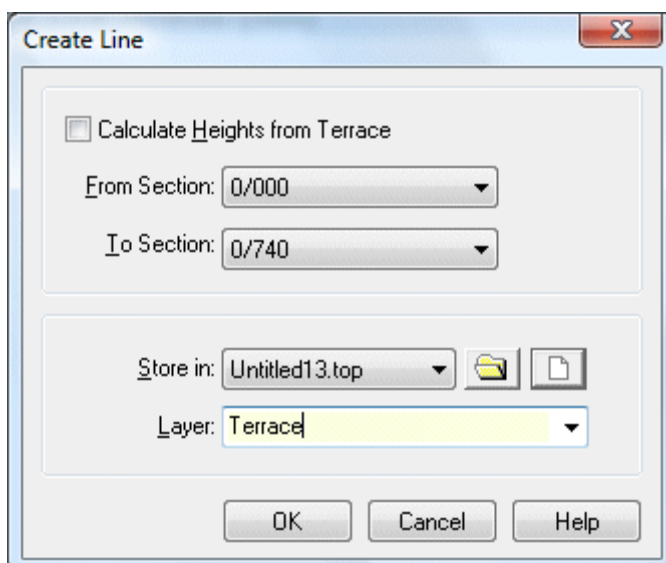 Create Line
Calculate Heights from Terrace
From Section: 0/000
To Section: 0/740
Store in: Untitled13.top
Layer: Terrace
OK Cancel Help